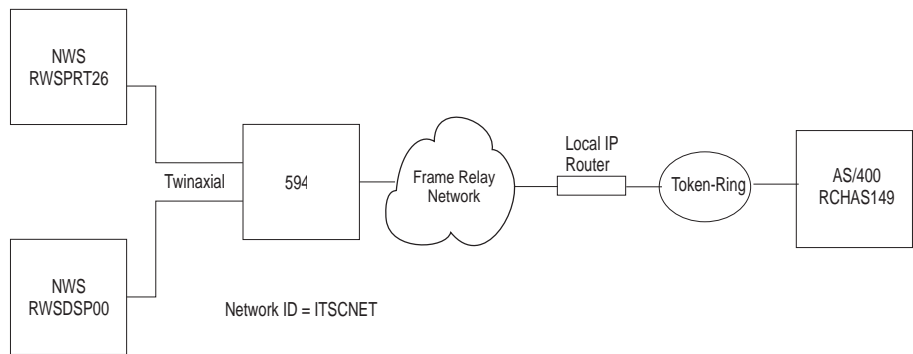 NWS
RWSPRT26
Twinaxial
594
Frame Relay
Network
Local IP
Router
Token-Ring
AS/400
RCHAS149
NWS
RWSDSP00
Network ID = ITSCNET